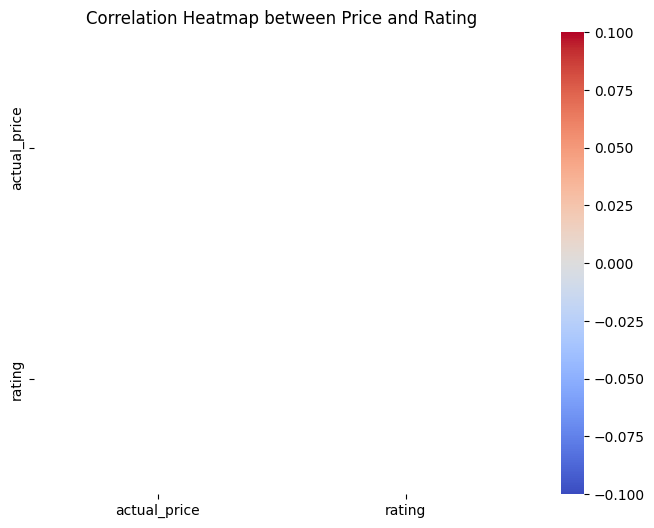 Correlation Heatmap between Price and Rating
actual_price
rating
actual_price
rating
0.100
0.075
0.050
0.025
0.000
−0.025
−0.050
−0.075
−0.100